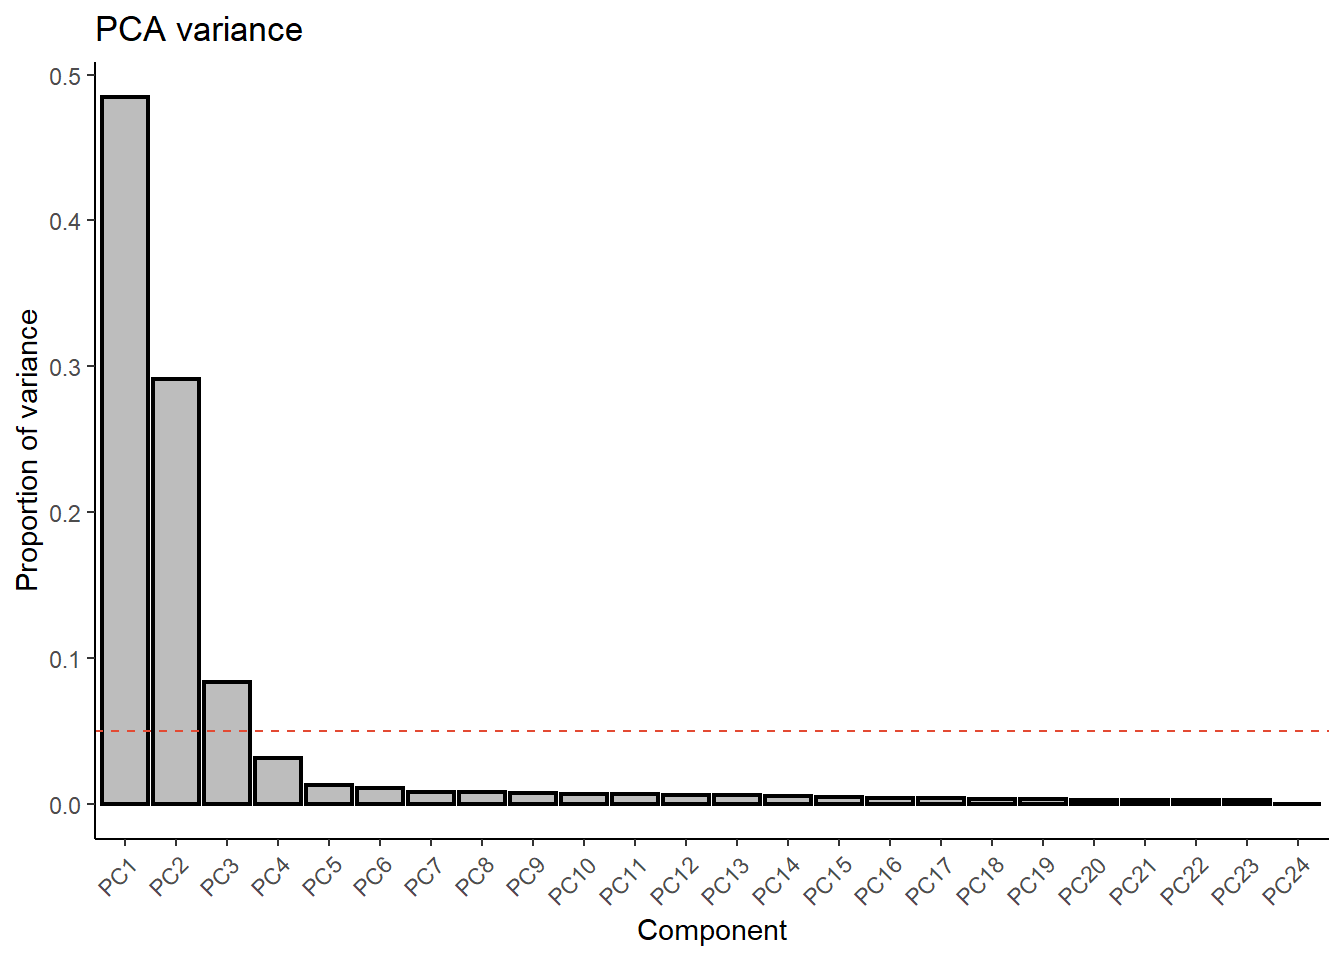 PCA variance
Proportion of variance
0.5
0.4
0.3
0.2
0.1
0.0
PC1
PC2
PC3
PC4
PC5
PC6
PC7
PC8
PC9
PC10
PC11
PC12
PC13
PC14
PC15
PC16
PC17
PC18
PC19
PC20
PC21
PC22
PC23
PC24
Component